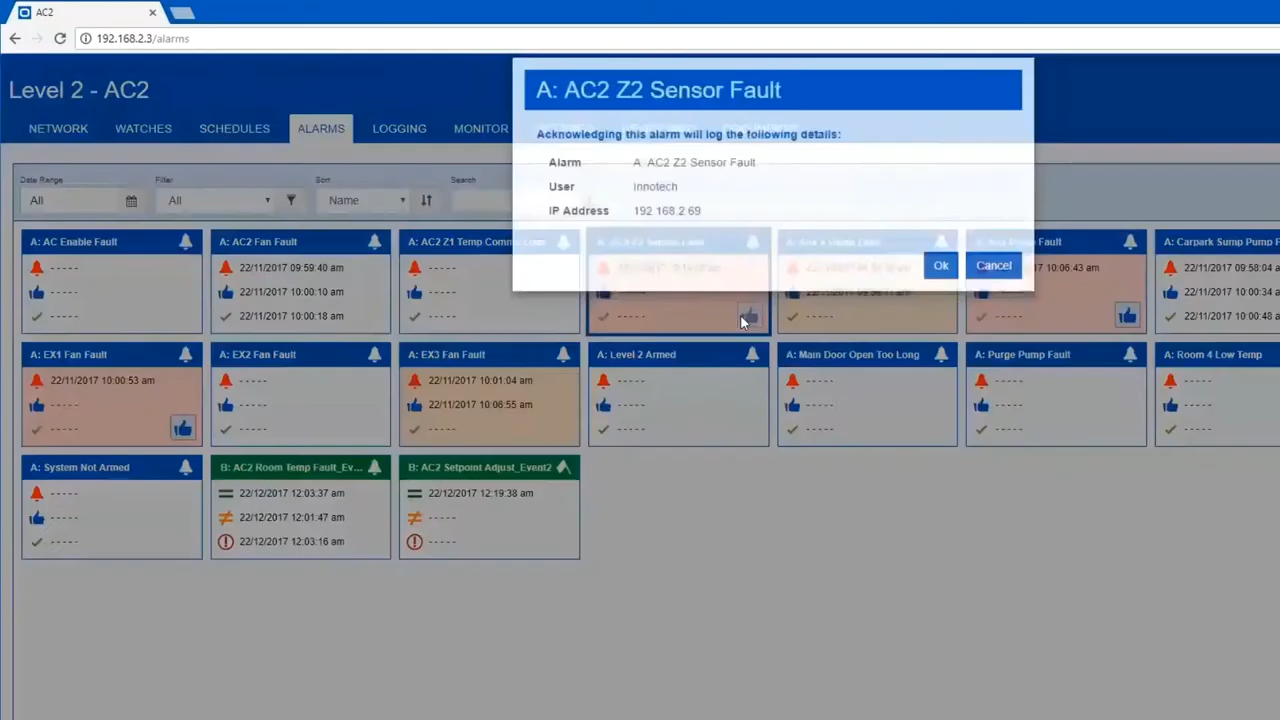 AC2
192.168.2.3/alarms
Level 2 - AC2
NETWORK WATCHES SCHEDULES ALARMS LOGGING MONITOR
A: AC2 Z2 Sensor Fault
Acknowledging this alarm will log the following details:
Alarm A AC2 Z2 Sensor Fault
User Innotech
IP Address 192 168 2 69
Ok Cancel
Date Range Filter Sort Search
All All Name
A: AC Enable Fault
- - - - -
- - - - -
- - - - -
A: AC2 Fan Fault
22/11/2017 09:59:40 am
22/11/2017 10:00:10 am
22/11/2017 10:00:18 am
A: AC2 Z1 Temp
- - - - -
- - - - -
- - - - -
- - - - -
- - - - -
Fault
10:06:43 am
- - - - -
- - - - -
A: Carpark Sump Pump F
22/11/2017 09:58:04 a
22/11/2017 10:00:34 a
22/11/2017 10:00:48 a
A: EX1 Fan Fault
22/11/2017 10:00:53 am
- - - - -
- - - - -
A: EX2 Fan Fault
- - - - -
- - - - -
- - - - -
A: EX3 Fan Fault
22/11/2017 10:01:04 am
22/11/2017 10:06:55 am
- - - - -
A: Level 2 Armed
- - - - -
- - - - -
- - - - -
A: Main Door Open Too Long
- - - - -
- - - - -
- - - - -
A: Purge Pump Fault
- - - - -
- - - - -
- - - - -
A: Room 4 Low Temp
- - - - -
- - - - -
- - - - -
A: System Not Armed
- - - - -
- - - - -
- - - - -
B: AC2 Room Temp Fault_Ev...
22/12/2017 12:03:37 am
22/12/2017 12:01:47 am
22/12/2017 12:03:16 am
B: AC2 Setpoint Adjust_Event2
22/12/2017 12:19:38 am
- - - - -
- - - - -